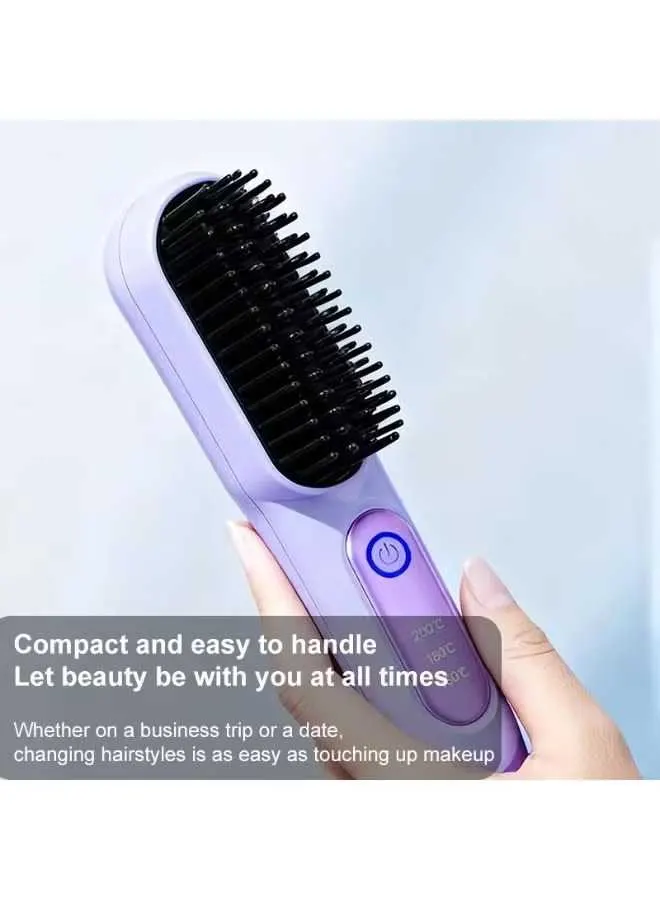 200℃
180℃
Compact and easy to handle
Let beauty be with you at all times
Whether on a business trip or a date,
changing hairstyles is as easy as touching up makeup